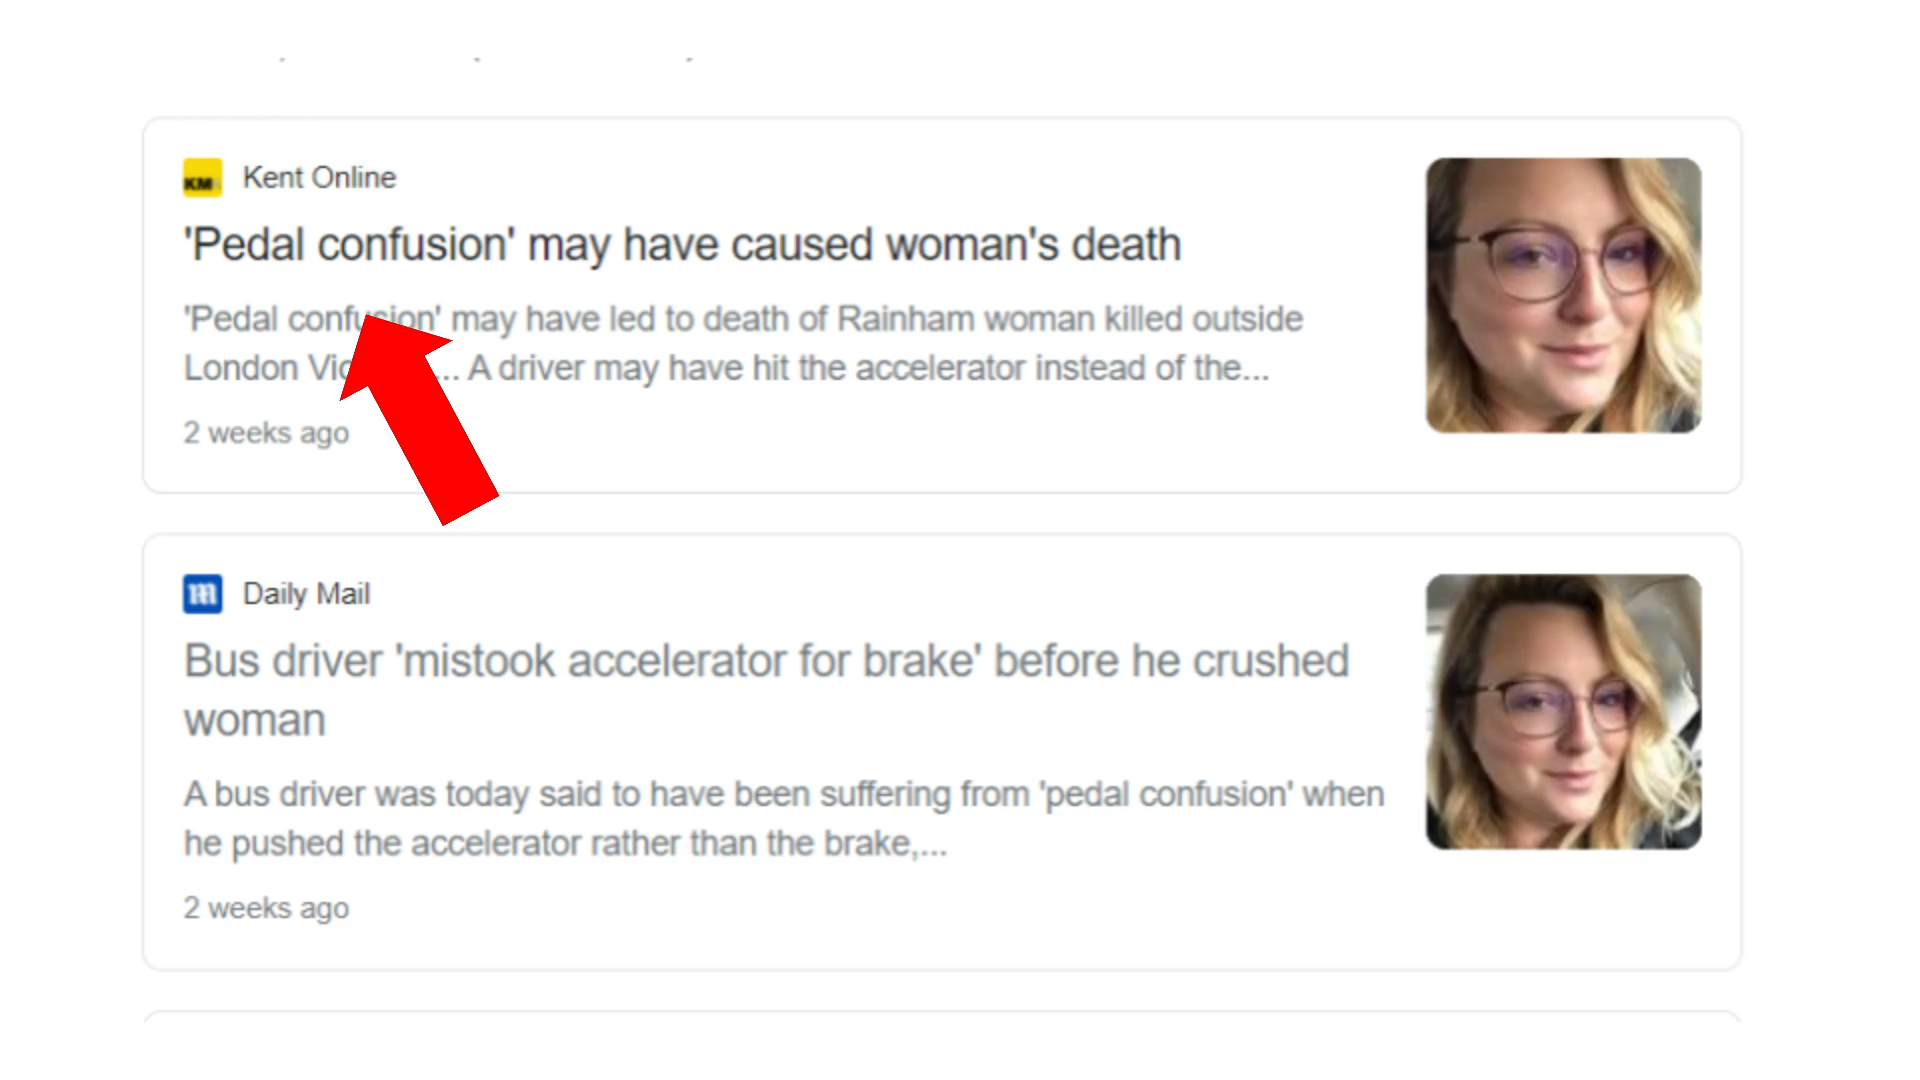 KM
Kent Online
'Pedal confusion' may have caused woman's death
'Pedal confusion' may have led to death of Rainham woman killed outside
London ... A driver may have hit the accelerator instead of the...
2 weeks ago
m
Daily Mail
Bus driver 'mistook accelerator for brake' before he crushed
woman
A bus driver was today said to have been suffering from 'pedal confusion' when
he pushed the accelerator rather than the brake,...
2 weeks ago